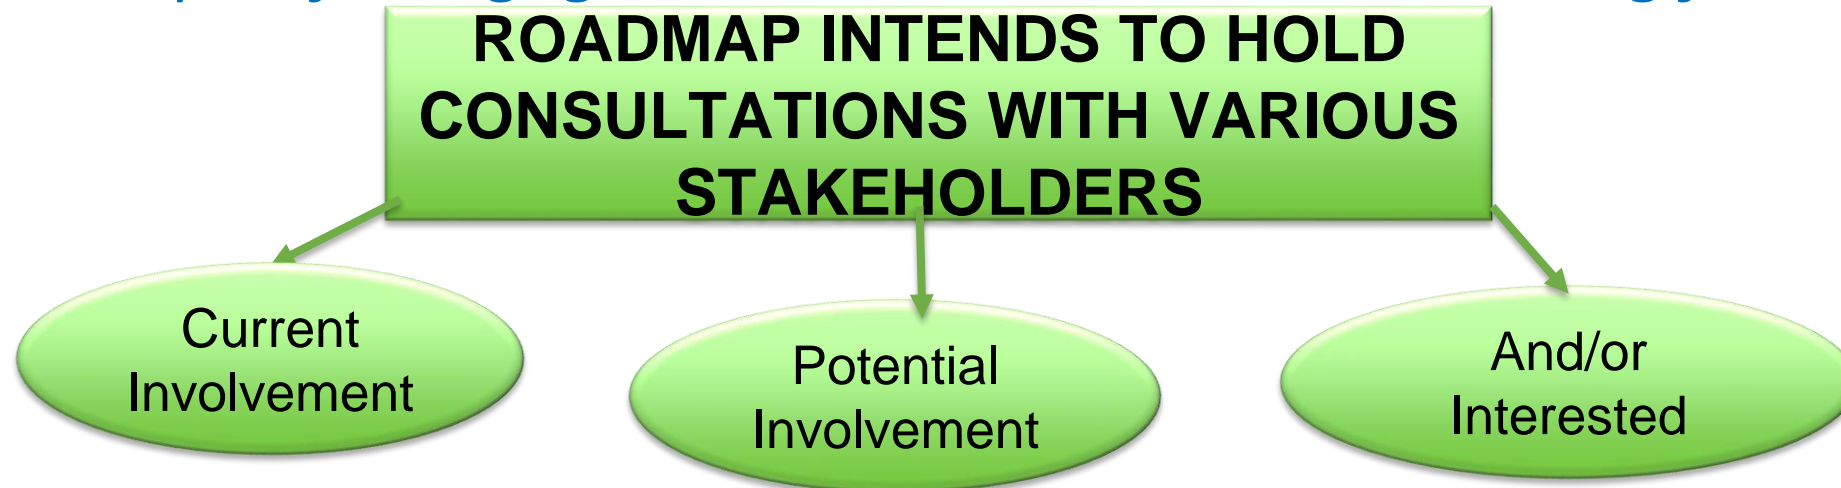 ROADMAP INTENDS TO HOLD
CONSULTATIONS WITH VARIOUS
STAKEHOLDERS
Current
Involvement
Potential
Involvement
And/or
Interested